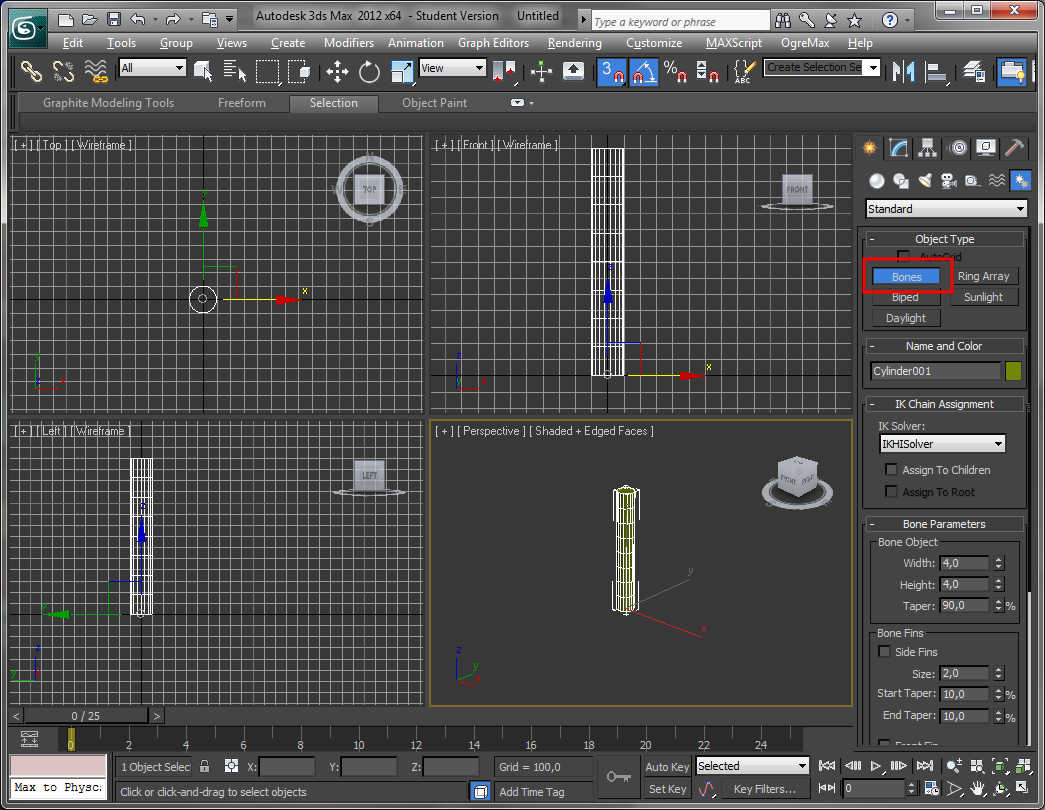 Autodesk 3ds Max 2012 x64 - Student Version Untitled
Type a keyword or phrase
Edit Tools Group Views Create Modifiers Animation Graph Editors Rendering Customize MAXScript OgreMax Help
All
View
3
%
ABC
Create Selection Se
Graphite Modeling Tools Freeform Selection Object Paint
[ + ] [ Top ] [ Wireframe ]
N
W TOP E
S
y
x
y
z x
[ + ] [ Front ] [ Wireframe ]
FRONT
z
x
z
y x
[ + ] [ Left ] [ Wireframe ]
LEFT
z
y
z
y x
[ + ] [ Perspective ] [ Shaded + Edged Faces ]
FRONT
y
x
z
y
x
Standard
- Object Type
AutoGrid
Bones Ring Array
Biped Sunlight
Daylight
- Name and Color
Cylinder001
- IK Chain Assignment
IK Solver:
IKHISolver
Assign To Children
Assign To Root
- Bone Parameters
Bone Object
Width: 4,0
Height: 4,0
Taper: 90,0 %
Bone Fins
Side Fins
Size: 2,0
Start Taper: 10,0 %
End Taper: 10,0 %
Front Fin
< 0 / 25 >
0 2 4 6 8 10 12 14 16 18 20 22 24
1 Object Selec X: Y: Z: Grid = 100,0 Auto Key Selected
Max to Physc
Click or click-and-drag to select objects Add Time Tag Set Key Key Filters... 0